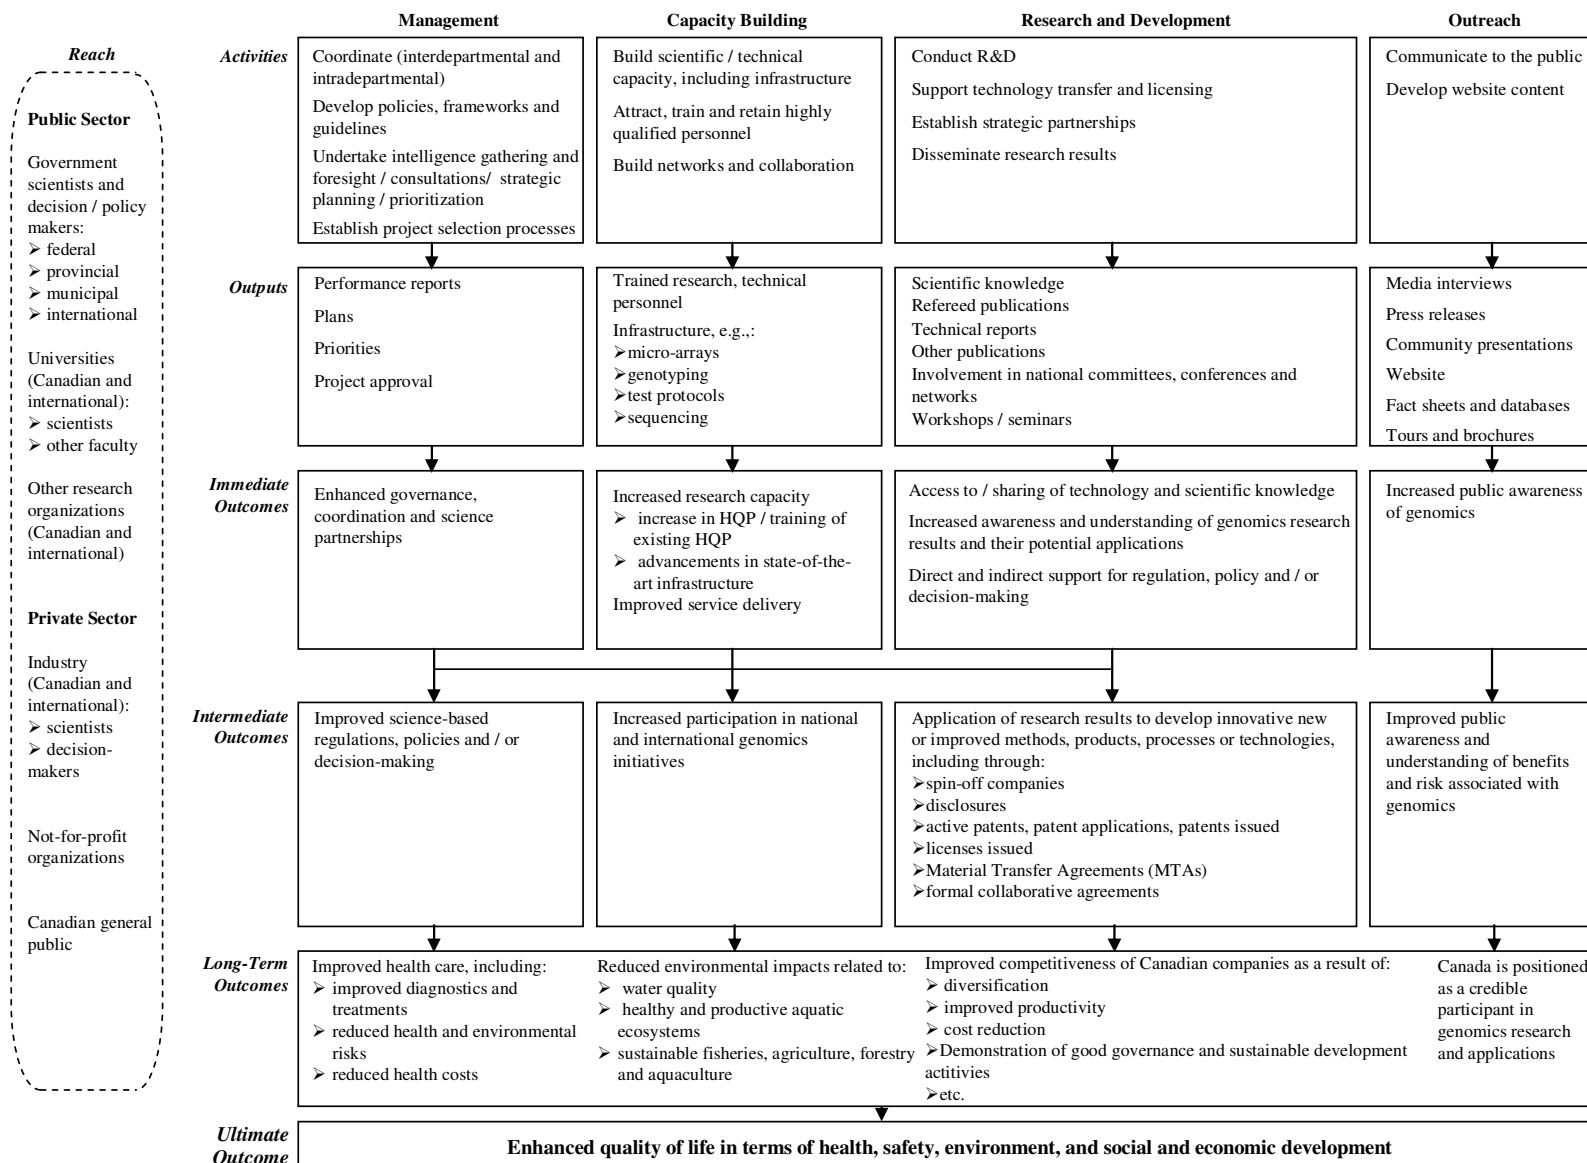 Management
Capacity Building
Research and Development
Outreach
Reach
Public Sector
Government
scientists and
decision / policy
makers:
➢ federal
➢ provincial
➢ municipal
➢ international
Universities
(Canadian and
international):
➢ scientists
➢ other faculty
Other research
organizations
(Canadian and
international)
Private Sector
Industry
(Canadian and
international):
➢ scientists
➢ decision-
makers
Not-for-profit
organizations
Canadian general
public
Activities
Coordinate (interdepartmental and
intradepartmental)
Develop policies, frameworks and
guidelines
Undertake intelligence gathering and
foresight / consultations/ strategic
planning / prioritization
Establish project selection processes
Build scientific / technical
capacity, including infrastructure
Attract, train and retain highly
qualified personnel
Build networks and collaboration
Conduct R&D
Support technology transfer and licensing
Establish strategic partnerships
Disseminate research results
Communicate to the public
Develop website content
Outputs
Performance reports
Plans
Priorities
Project approval
Trained research, technical
personnel
Infrastructure, e.g.,:
➢micro-arrays
➢genotyping
➢test protocols
➢sequencing
Scientific knowledge
Refereed publications
Technical reports
Other publications
Involvement in national committees, conferences and
networks
Workshops / seminars
Media interviews
Press releases
Community presentations
Website
Fact sheets and databases
Tours and brochures
Immediate
Outcomes
Enhanced governance,
coordination and science
partnerships
Increased research capacity
➢ increase in HQP / training of
existing HQP
➢ advancements in state-of-the-
art infrastructure
Improved service delivery
Access to / sharing of technology and scientific knowledge
Increased awareness and understanding of genomics research
results and their potential applications
Direct and indirect support for regulation, policy and / or
decision-making
Increased public awareness
of genomics
Intermediate
Outcomes
Improved science-based
regulations, policies and / or
decision-making
Increased participation in national
and international genomics
initiatives
Application of research results to develop innovative new
or improved methods, products, processes or technologies,
including through:
➢spin-off companies
➢disclosures
➢active patents, patent applications, patents issued
➢licenses issued
➢Material Transfer Agreements (MTAs)
➢formal collaborative agreements
Improved public
awareness and
understanding of benefits
and risk associated with
genomics
Long-Term
Outcomes
Improved health care, including:
➢ improved diagnostics and
treatments
➢ reduced health and environmental
risks
➢ reduced health costs
Reduced environmental impacts related to:
➢ water quality
➢ healthy and productive aquatic
ecosystems
➢ sustainable fisheries, agriculture, forestry
and aquaculture
Improved competitiveness of Canadian companies as a result of:
➢ diversification
➢ improved productivity
➢ cost reduction
➢Demonstration of good governance and sustainable development
actitivies
➢etc.
Canada is positioned
as a credible
participant in
genomics research
and applications
Ultimate
Outcome
Enhanced quality of life in terms of health, safety, environment, and social and economic development